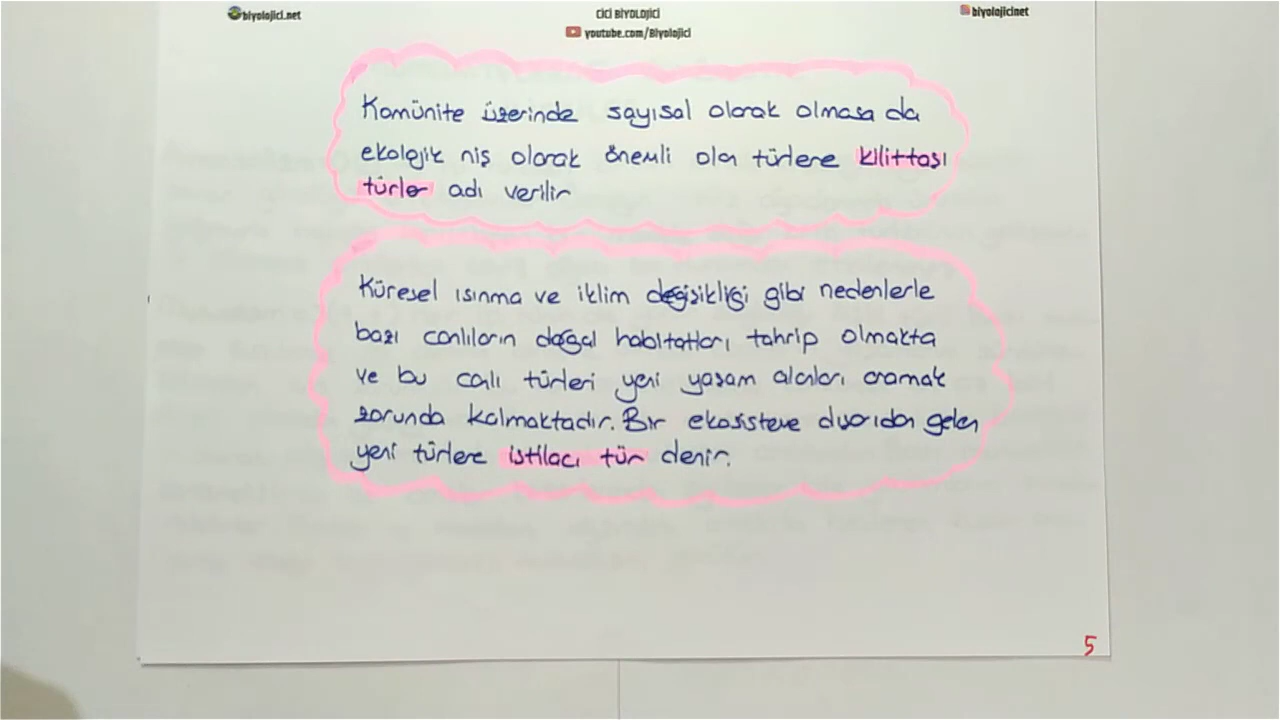 biyolojici.net
CİCİ BİYOLOJİCİ
youtube.com/Biyolojici
biyolojicinet
Komünite üzerinde sayısal olarak olmasa da
ekolojik niş olarak önemli olan türlere kilittaşı
türler adı verilir
Küresel ısınma ve iklim değişikliği gibi nedenlerle
bazı canlıların doğal habitatları tahrip olmakta
ve bu canlı türleri yeni yaşam alanları aramak
zorunda kalmaktadır. Bir ekosisteme dışarıdan gelen
yeni türlere istilacı tür denir.
5